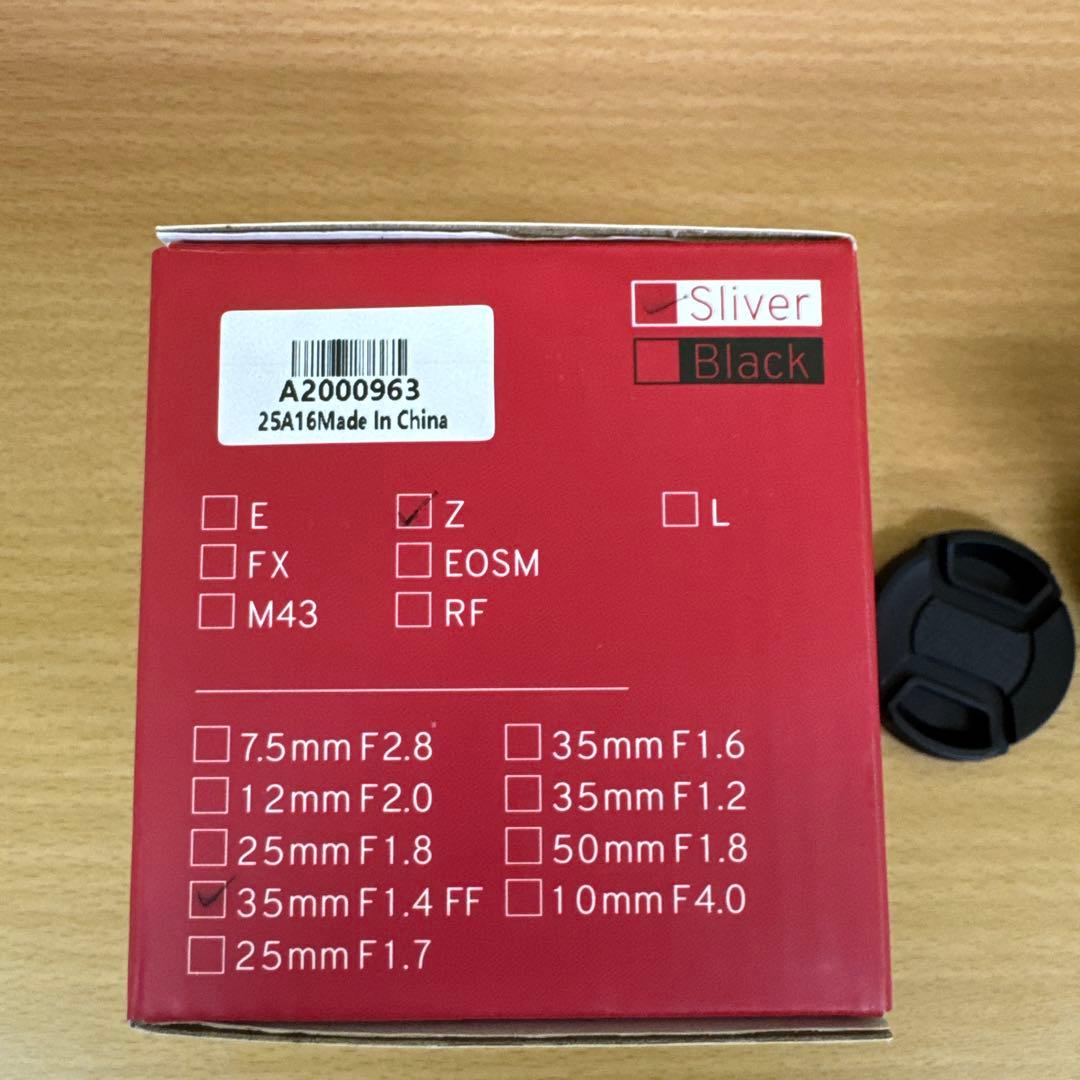 Sliver
Black
A2000963
25A16Made In China
E
Z
L
FX
EOSM
M43
RF
7.5mm F2.8
35mm F1.6
12mm F2.0
35mm F1.2
25mm F1.8
50mm F1.8
35mm F1.4 FF
10mm F4.0
25mm F1.7